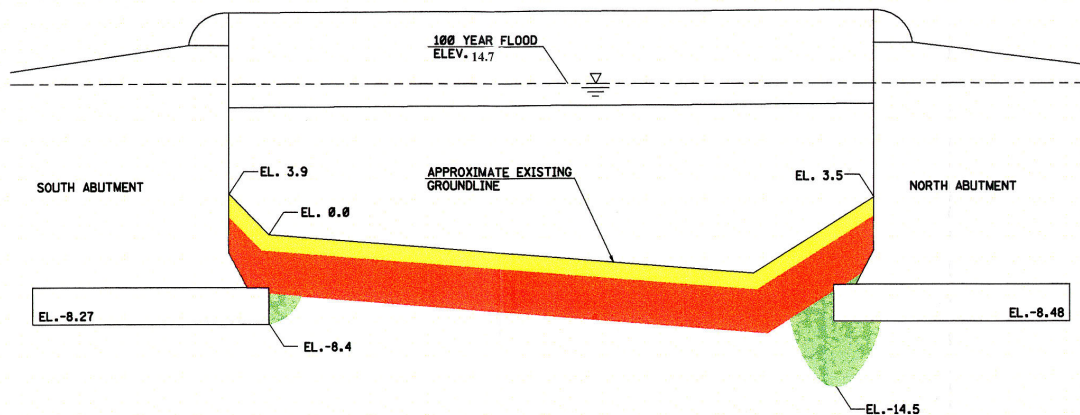 100 YEAR FLOOD
ELEV. 14.7
EL. 3.9
APPROXIMATE EXISTING
GROUNDLINE
EL. 3.5
SOUTH ABUTMENT
NORTH ABUTMENT
EL. 0.0
EL.-8.27
EL.-8.48
EL.-8.4
EL.-14.5